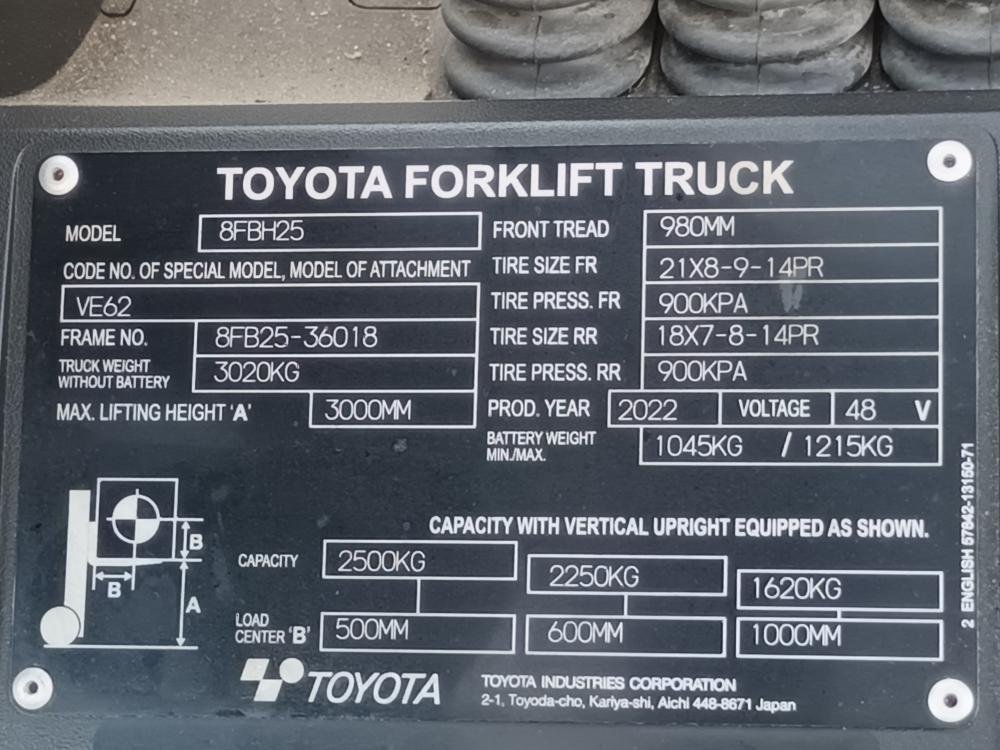 TOYOTA FORKLIFT TRUCK
MODEL 8FBH25
CODE NO. OF SPECIAL MODEL, MODEL OF ATTACHMENT
VE62
FRAME NO. 8FB25-36018
TRUCK WEIGHT
WITHOUT BATTERY 3020KG
MAX. LIFTING HEIGHT 'A' 3000MM
FRONT TREAD 980MM
TIRE SIZE FR 21X8-9-14PR
TIRE PRESS. FR 900KPA
TIRE SIZE RR 18X7-8-14PR
TIRE PRESS. RR 900KPA
PROD. YEAR 2022 VOLTAGE 48 V
BATTERY WEIGHT
MIN./MAX. 1045KG / 1215KG
B
B
A
CAPACITY WITH VERTICAL UPRIGHT EQUIPPED AS SHOWN.
CAPACITY 2500KG 2250KG 1620KG
LOAD
CENTER 'B' 500MM 600MM 1000MM
TOYOTA
TOYOTA INDUSTRIES CORPORATION
2-1, Toyoda-cho, Kariya-shi, Aichi 448-8671 Japan
2 ENGLISH 57842-13160-71